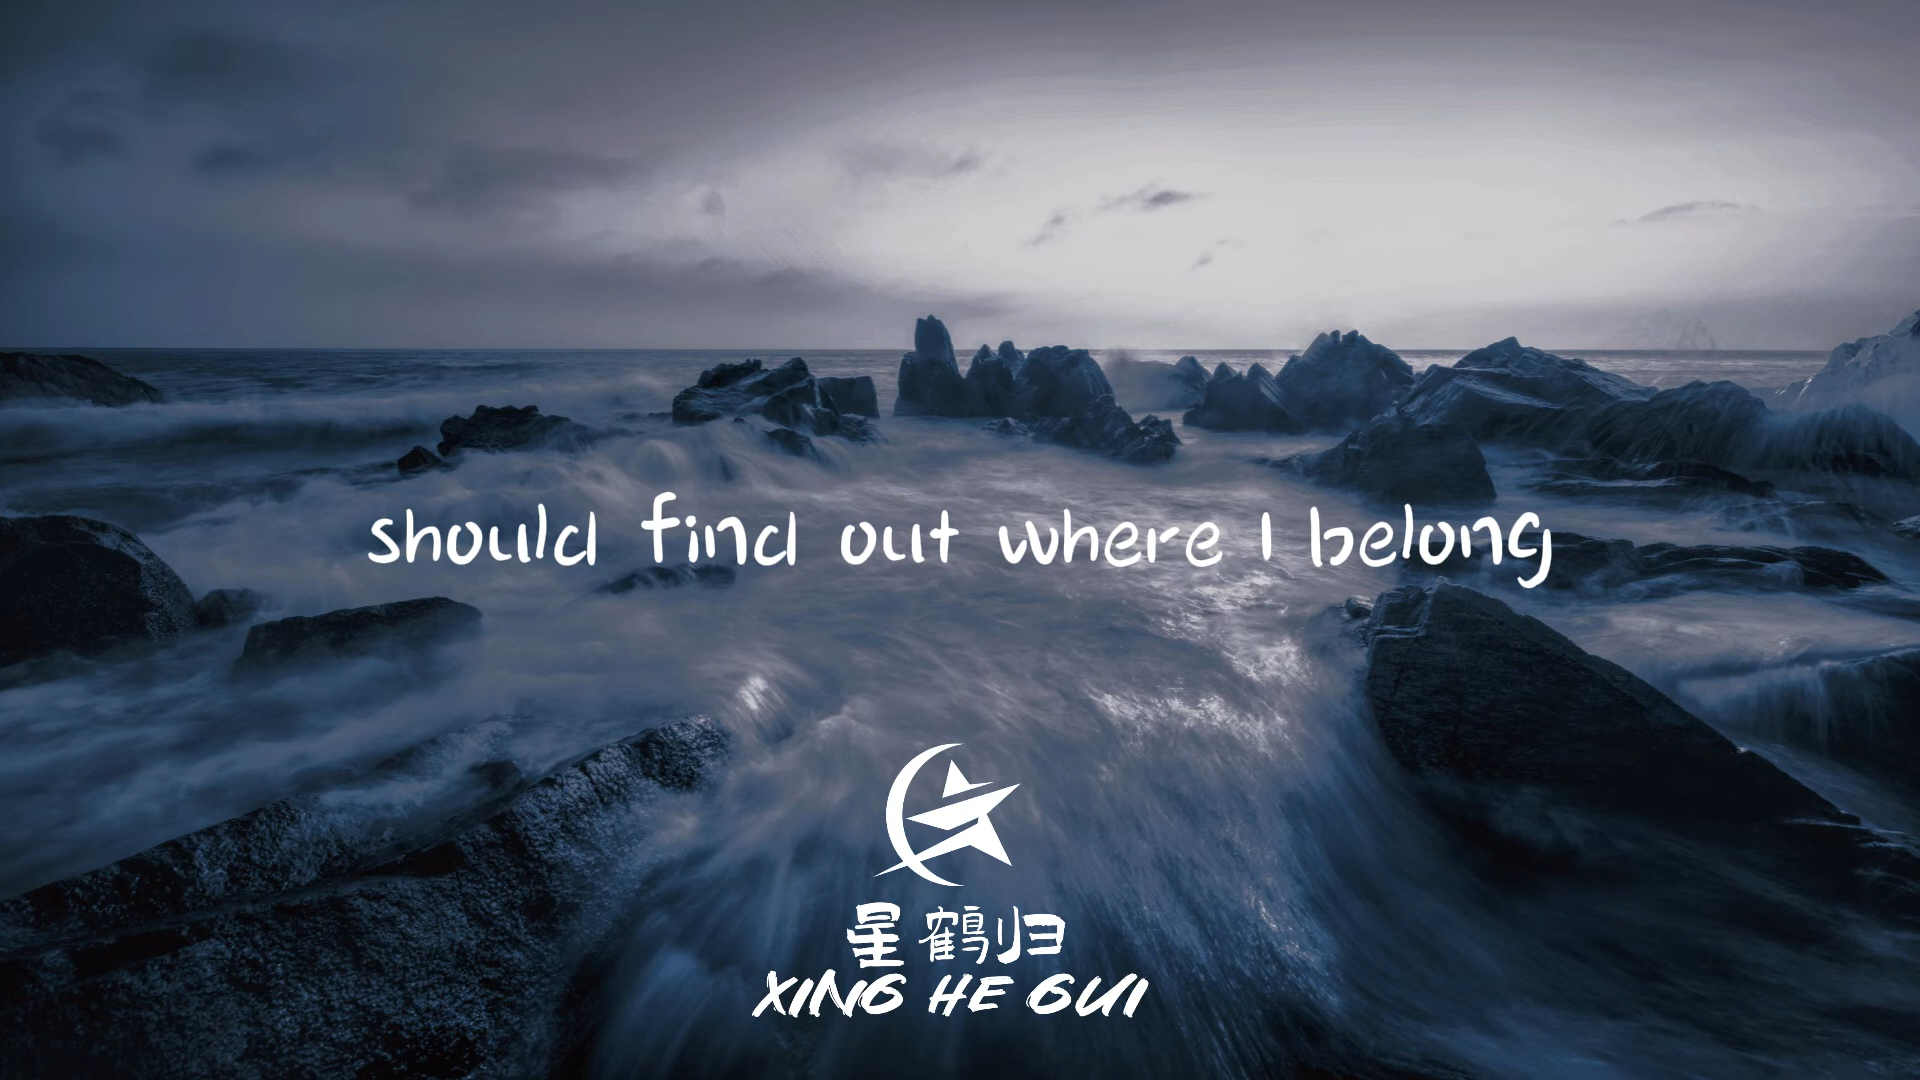 should find out where I belong
星鹤归
XING HE GUI